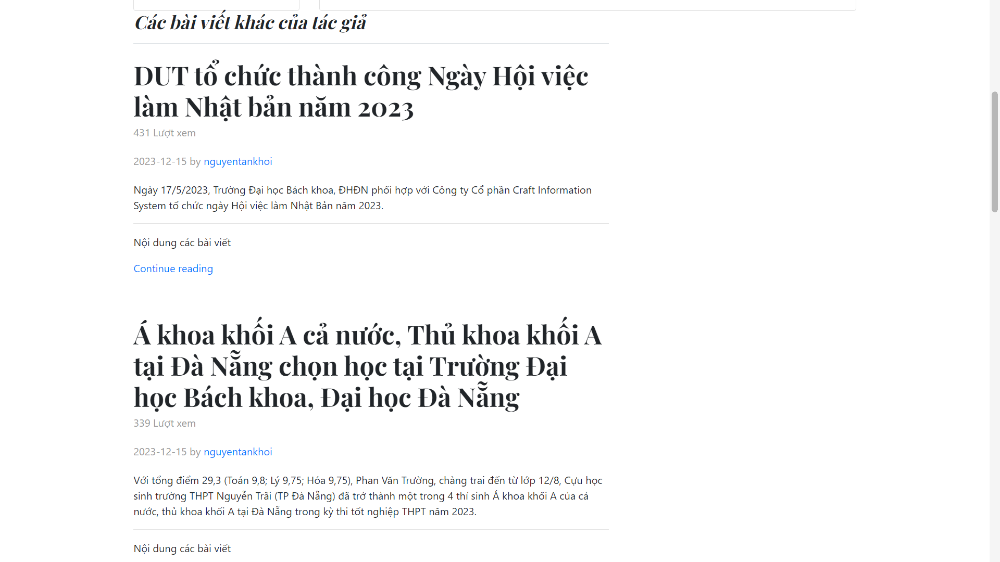 Các bài viết khác của tác giả
DUT tổ chức thành công Ngày Hội việc
làm Nhật bản năm 2023
431 Lượt xem
2023-12-15 by nguyentankhoi
Ngày 17/5/2023, Trường Đại học Bách khoa, ĐHĐN phối hợp với Công ty Cổ phần Craft Information
System tổ chức ngày Hội việc làm Nhật Bản năm 2023.
Nội dung các bài viết
Continue reading
Á khoa khối A cả nước, Thủ khoa khối A
tại Đà Nẵng chọn học tại Trường Đại
học Bách khoa, Đại học Đà Nẵng
339 Lượt xem
2023-12-15 by nguyentankhoi
Với tổng điểm 29,3 (Toán 9,8; Lý 9,75; Hóa 9,75), Phan Văn Trường, chàng trai đến từ lớp 12/8, Cựu học
sinh trường THPT Nguyễn Trãi (TP Đà Nẵng) đã trở thành một trong 4 thí sinh Á khoa khối A của cả
nước, thủ khoa khối A tại Đà Nẵng trong kỳ thi tốt nghiệp THPT năm 2023.
Nội dung các bài viết